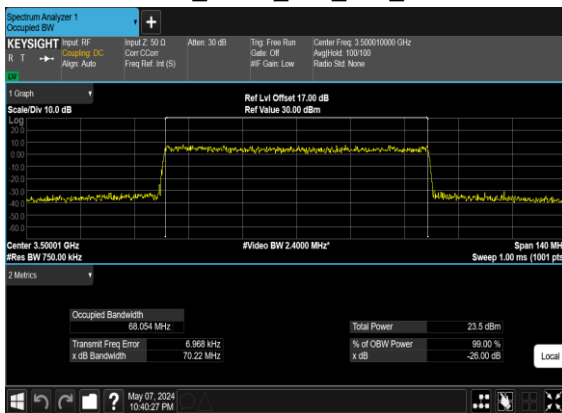 Spectrum Analyzer 1
Occupied BW
KEYSIGHT
R T
LXI
Input: RF
Coupling: DC
Align: Auto
Input Z: 50 Ω
Corr CCorr
Freq Ref: Int (S)
Atten: 30 dB
Trig: Free Run
Gate: Off
#IF Gain: Low
Center Freq: 3.500010000 GHz
Avg|Hold: 100/100
Radio Std: None
1 Graph
Scale/Div 10.0 dB
Ref Lvl Offset 17.00 dB
Ref Value 30.00 dBm
Log
20.0
10.0
0.00
-10.0
-20.0
-30.0
-40.0
-50.0
-60.0
Center 3.50001 GHz
#Res BW 750.00 kHz
#Video BW 2.4000 MHz*
Span 140 MH
Sweep 1.00 ms (1001 pts
2 Metrics
Occupied Bandwidth
68.054 MHz
Transmit Freq Error 6.968 kHz
x dB Bandwidth 70.22 MHz
Total Power 23.5 dBm
% of OBW Power 99.00 %
x dB -26.00 dB
Local
?
May 07, 2024
10:40:27 PM